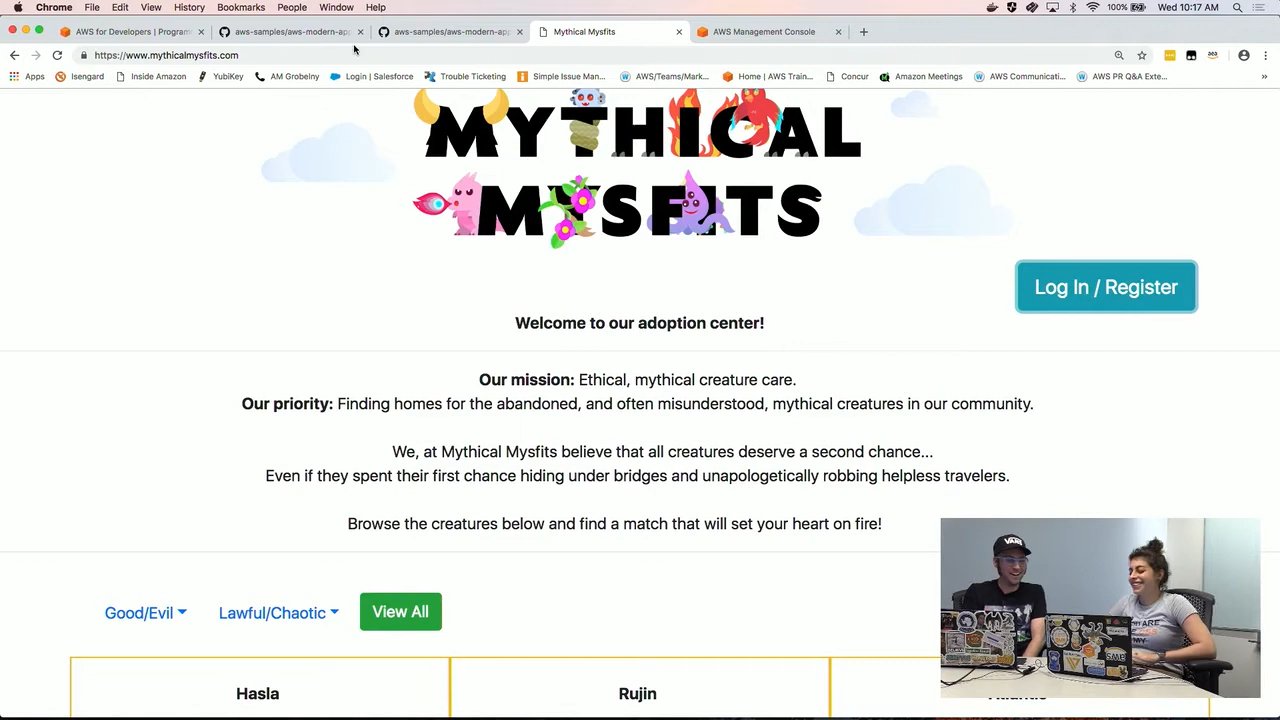 Chrome File Edit View History Bookmarks People Window Help 100% Wed 10:17 AM
AWS for Developers | Program aws-samples/aws-modern-app aws-samples/aws-modern-app Mythical Mysfits AWS Management Console
https://www.mythicalmysfits.com
Apps Isengard Inside Amazon YubiKey AM Grobelny Login | Salesforce Trouble Ticketing Simple Issue Man... AWS/Teams/Mark... Home | AWS Train... Concur Amazon Meetings AWS Communicati... AWS PR Q&A Exte...
MYTHICAL
MYSFITS
Log In / Register
Welcome to our adoption center!
Our mission: Ethical, mythical creature care.
Our priority: Finding homes for the abandoned, and often misunderstood, mythical creatures in our community.
We, at Mythical Mysfits believe that all creatures deserve a second chance...
Even if they spent their first chance hiding under bridges and unapologetically robbing helpless travelers.
Browse the creatures below and find a match that will set your heart on fire!
VANS
Good/Evil Lawful/Chaotic View All
Hasla Rujin